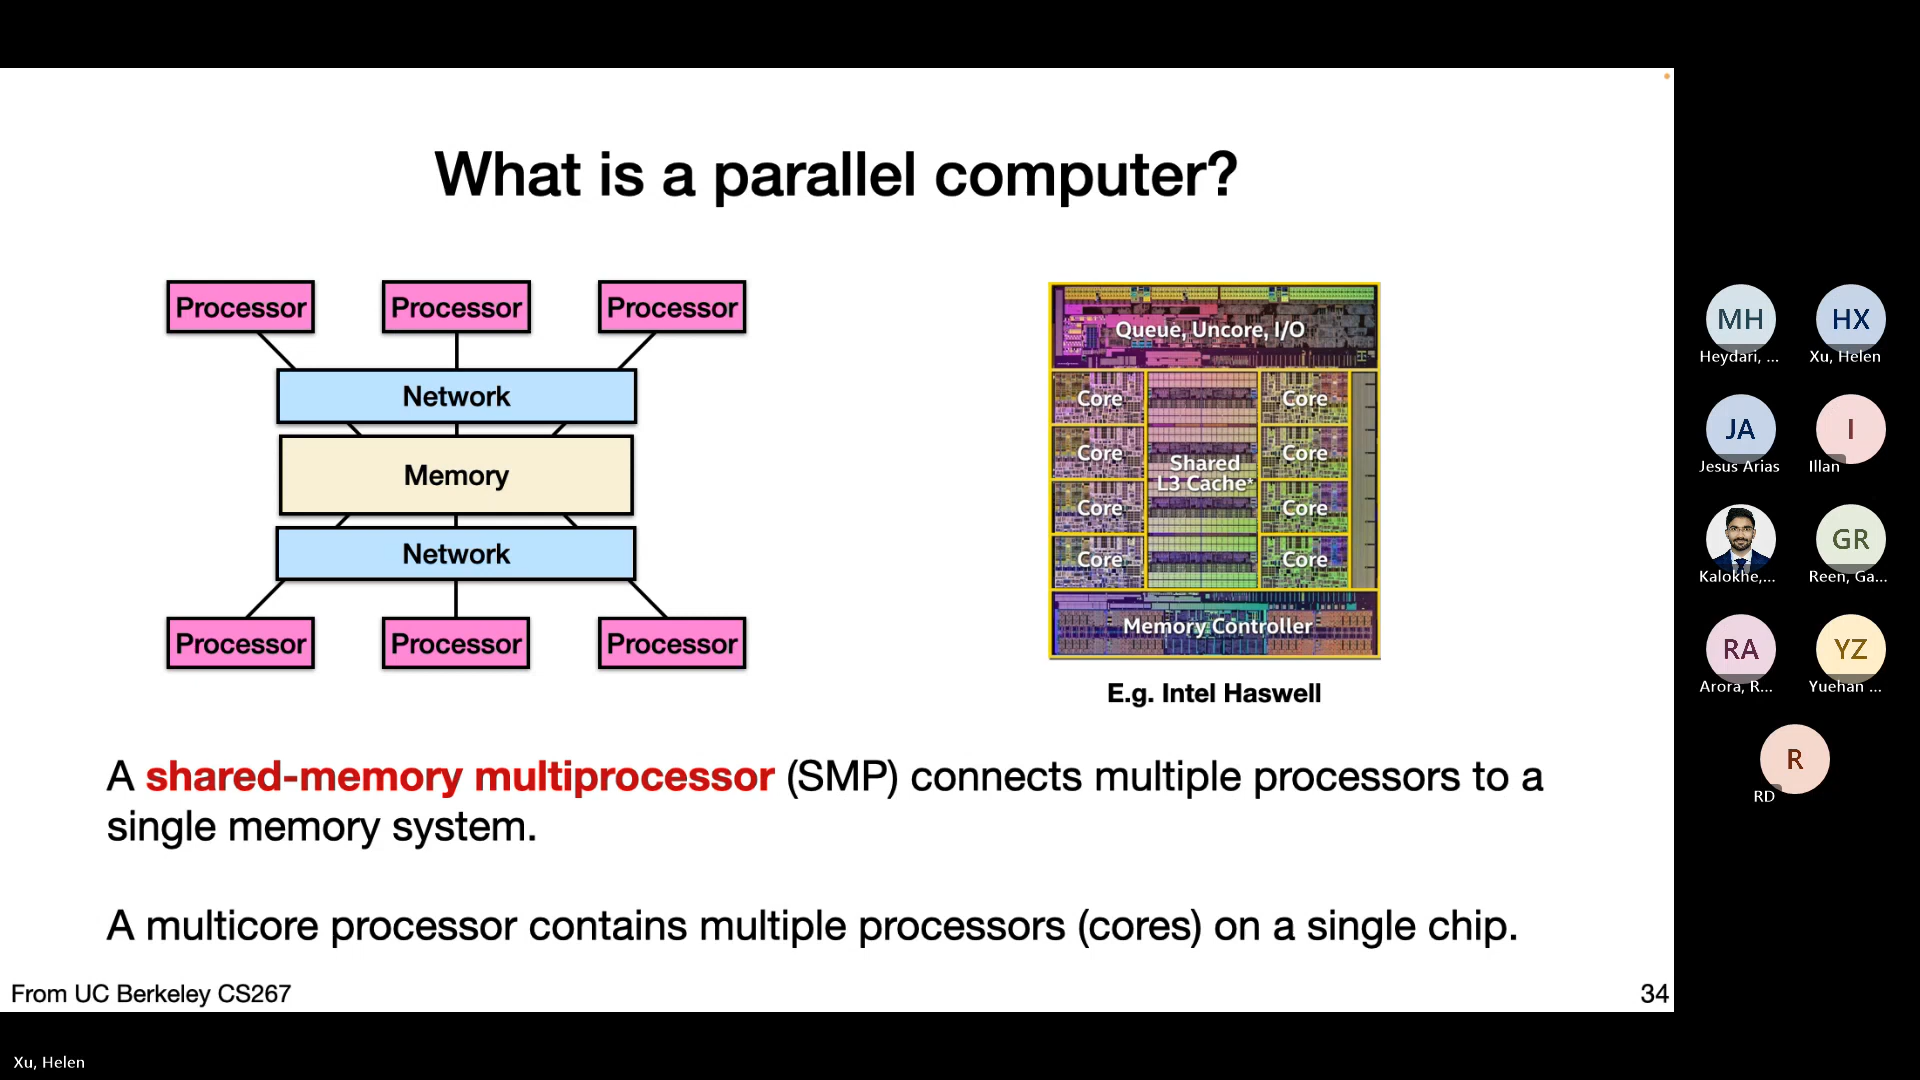 What is a parallel computer?
Processor Processor Processor
Network
Memory
Network
Processor Processor Processor
Queue, Uncore, I/O
Core Core
Core Core
Shared
L3 Cache*
Core Core
Core Core
Memory Controller
E.g. Intel Haswell
A shared-memory multiprocessor (SMP) connects multiple processors to a
single memory system.
A multicore processor contains multiple processors (cores) on a single chip.
From UC Berkeley CS267
34
MH HX
Heydari, ... Xu, Helen
JA I
Jesus Arias Illan
GR
Kalokhe,... Reen, Ga...
RA YZ
Arora, R... Yuehan ...
R
RD
Xu, Helen